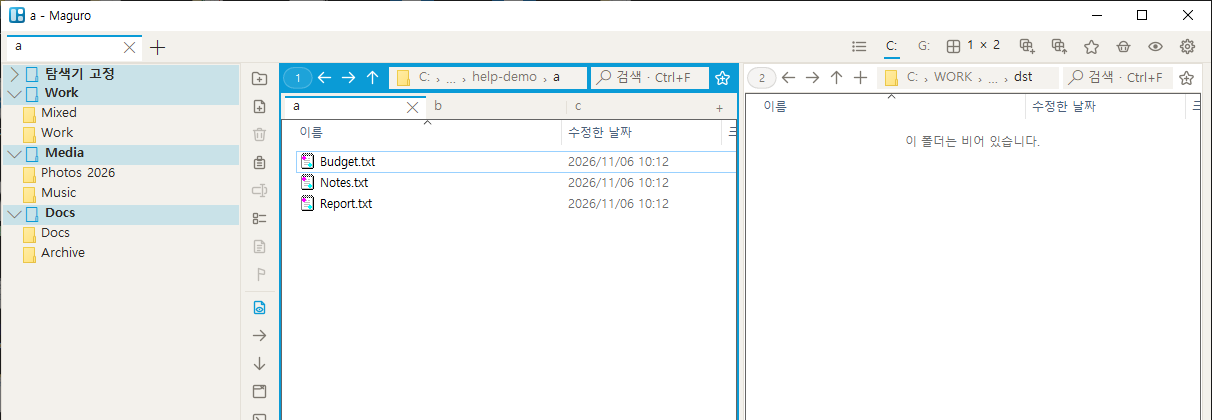 a - Maguro
a
C: G: 1 × 2
탐색기 고정
Work
Mixed
Work
Media
Photos 2026
Music
Docs
Docs
Archive
1 C: › ... › help-demo › a 검색 · Ctrl+F
a b c +
이름 수정한 날짜
Budget.txt 2026/11/06 10:12
Notes.txt 2026/11/06 10:12
Report.txt 2026/11/06 10:12
2 C: › WORK › ... › dst 검색 · Ctrl+F
이름 수정한 날짜
이 폴더는 비어 있습니다.